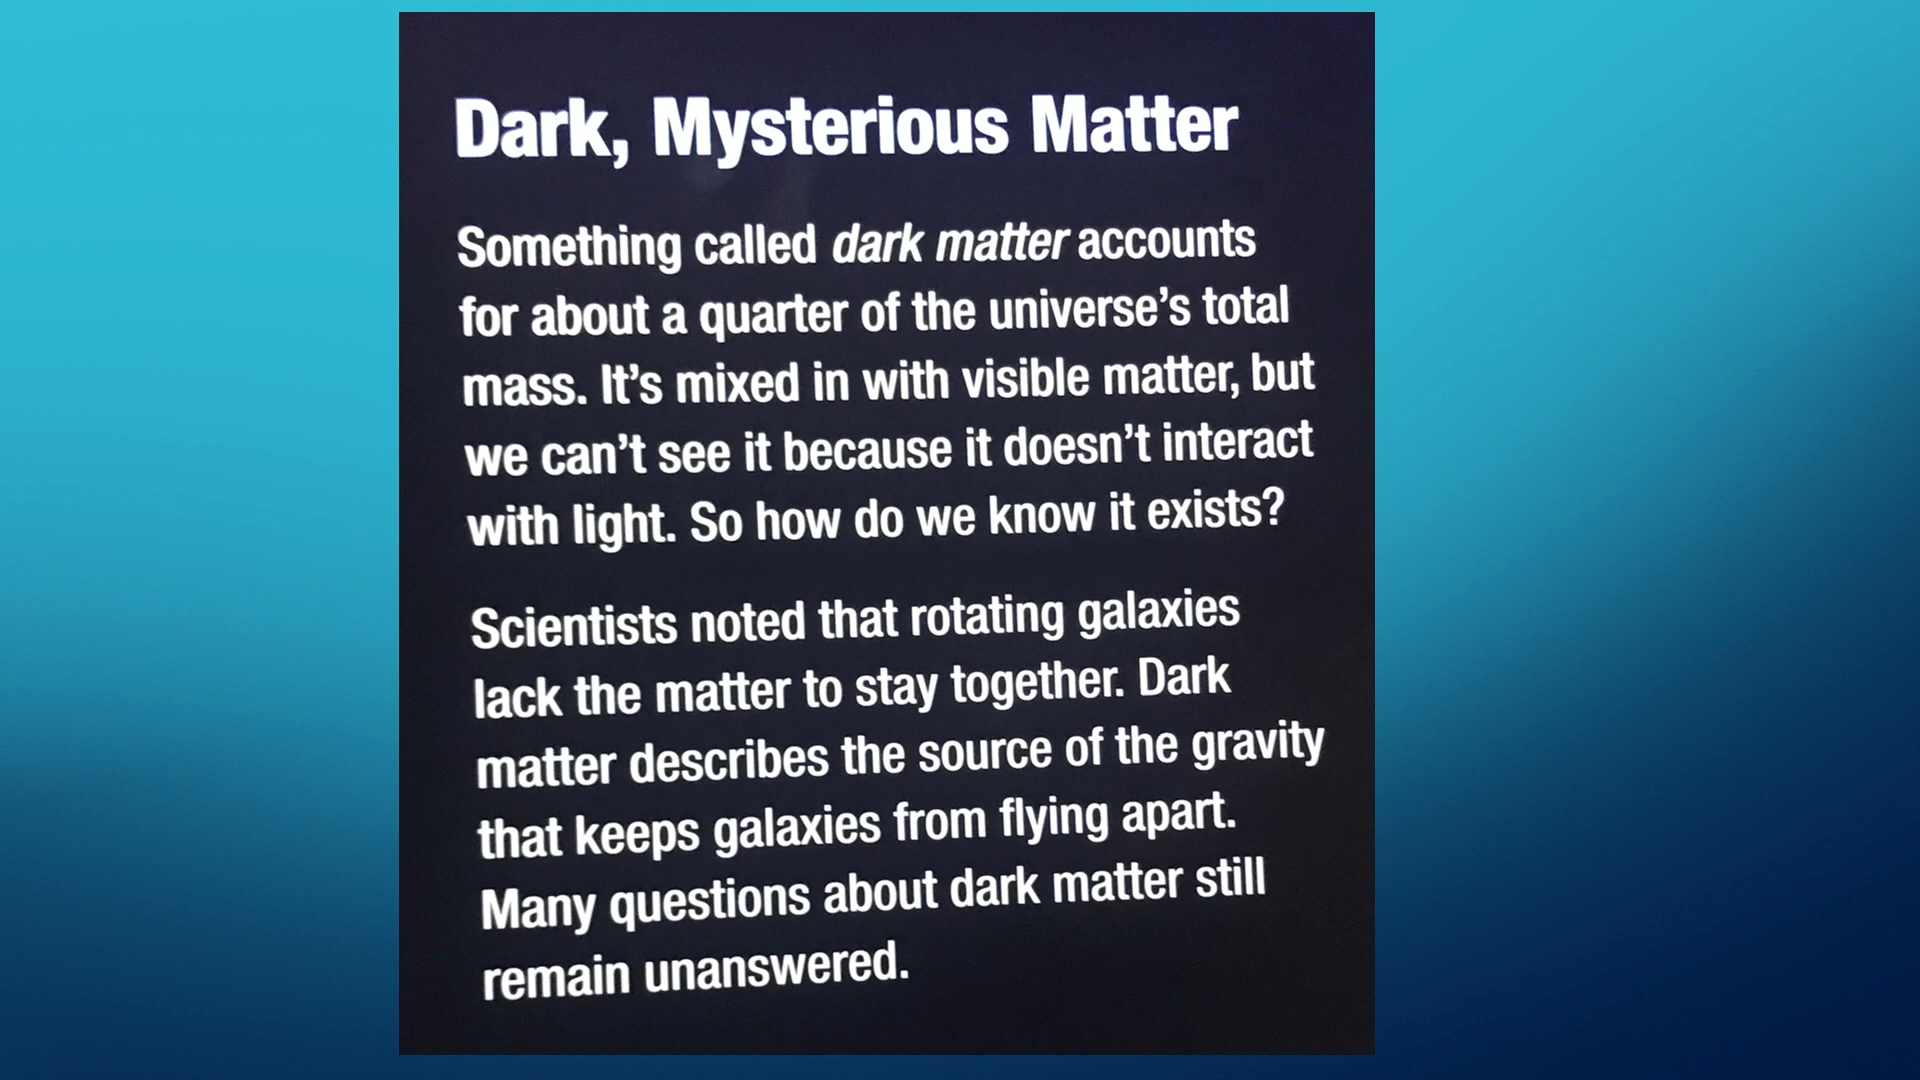 Dark, Mysterious Matter
Something called dark matter accounts
for about a quarter of the universe’s total
mass. It’s mixed in with visible matter, but
we can’t see it because it doesn’t interact
with light. So how do we know it exists?
Scientists noted that rotating galaxies
lack the matter to stay together. Dark
matter describes the source of the gravity
that keeps galaxies from flying apart.
Many questions about dark matter still
remain unanswered.